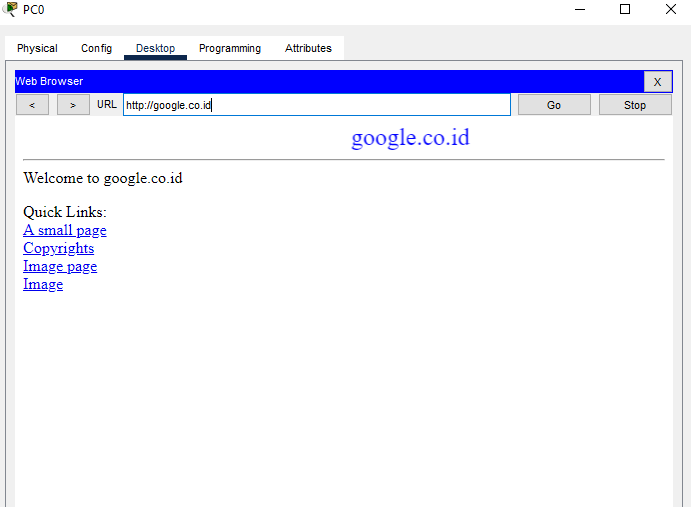 PC0
Physical Config Desktop Programming Attributes
Web Browser X
< > URL http://google.co.id Go Stop
google.co.id
Welcome to google.co.id
Quick Links:
A small page
Copyrights
Image page
Image